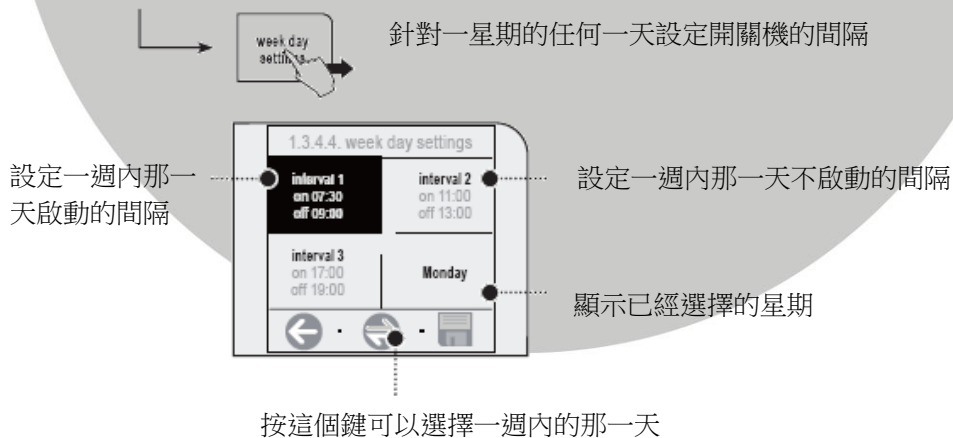 week day
settings
針對一星期的任何一天設定開關機的間隔
1.3.4.4. week day settings
設定一週內那一
天啟動的間隔
interval 1
on 07:30
off 09:00
interval 2
on 11:00
off 13:00
設定一週內那一天不啟動的間隔
interval 3
on 17:00
off 19:00
Monday
顯示已經選擇的星期
按這個鍵可以選擇一週內的那一天